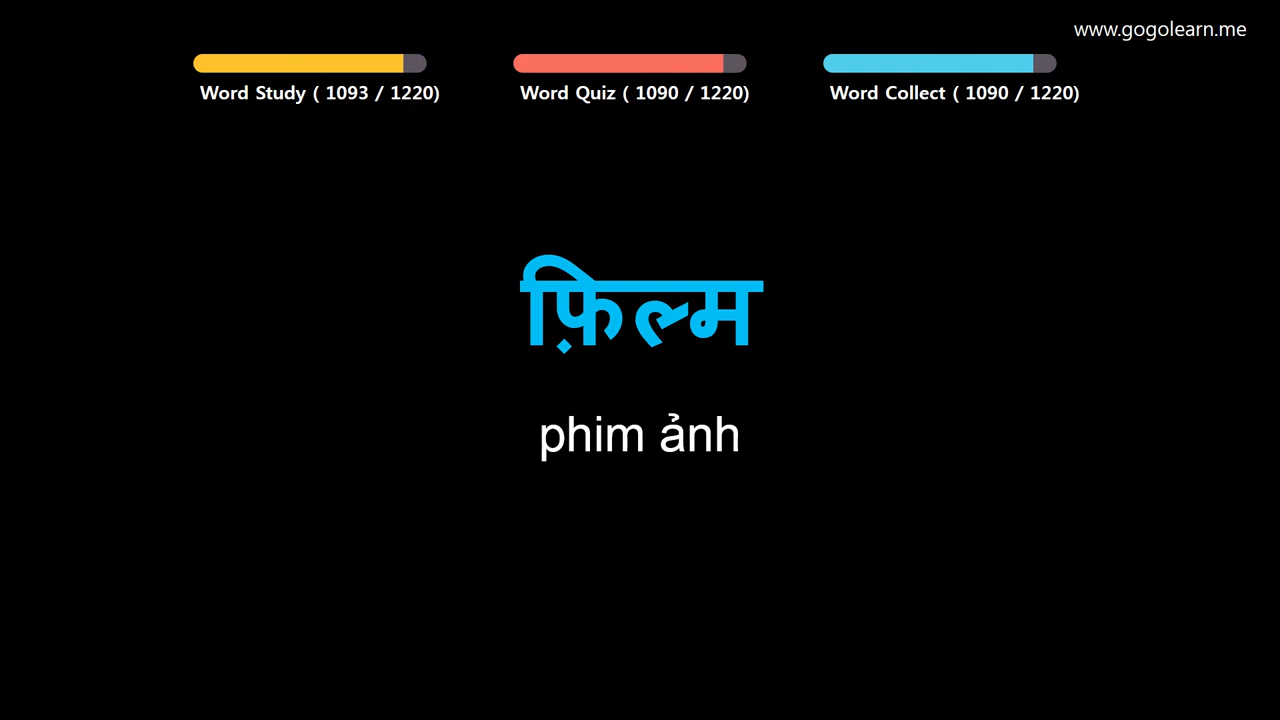 www.gogolearn.me
Word Study ( 1093 / 1220)
Word Quiz ( 1090 / 1220)
Word Collect ( 1090 / 1220)
फ़िल्म
phim ảnh